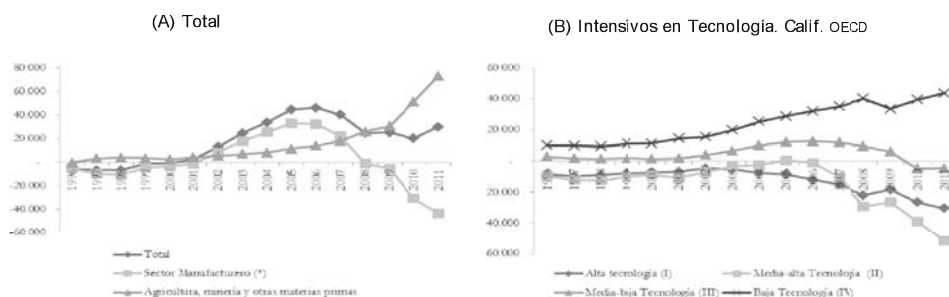 (A) Total
(B) Intensivos en Tecnología. Calif. OECD
80.000
60.000
40.000
20.000
-
-20.000
-40.000
-60.000
2002
2003
2004
2005
2006
2007
2008
2009
2010
2011
Total
Sector Manufacturero (*)
Agricultura, minería y otras materias primas
60.000
40.000
20.000
-
20.000
40.000
60.000
Alta tecnología (I)
Media-alta Tecnología (II)
Media-baja Tecnología (III)
Baja Tecnología (IV)